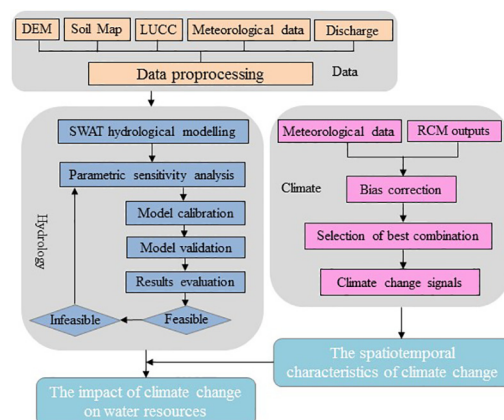 DEM
Soil Map
LUCC
Meteorological data
Discharge
Data proprocessing
Data
SWAT hydrological modelling
Parametric sensitivity analysis
Model calibration
Model validation
Results evaluation
Infeasible
Feasible
Hydrology
Meteorological data
RCM outputs
Climate
Bias correction
Selection of best combination
Climate change signals
The spatiotemporal
characteristics of climate change
The impact of climate change
on water resources